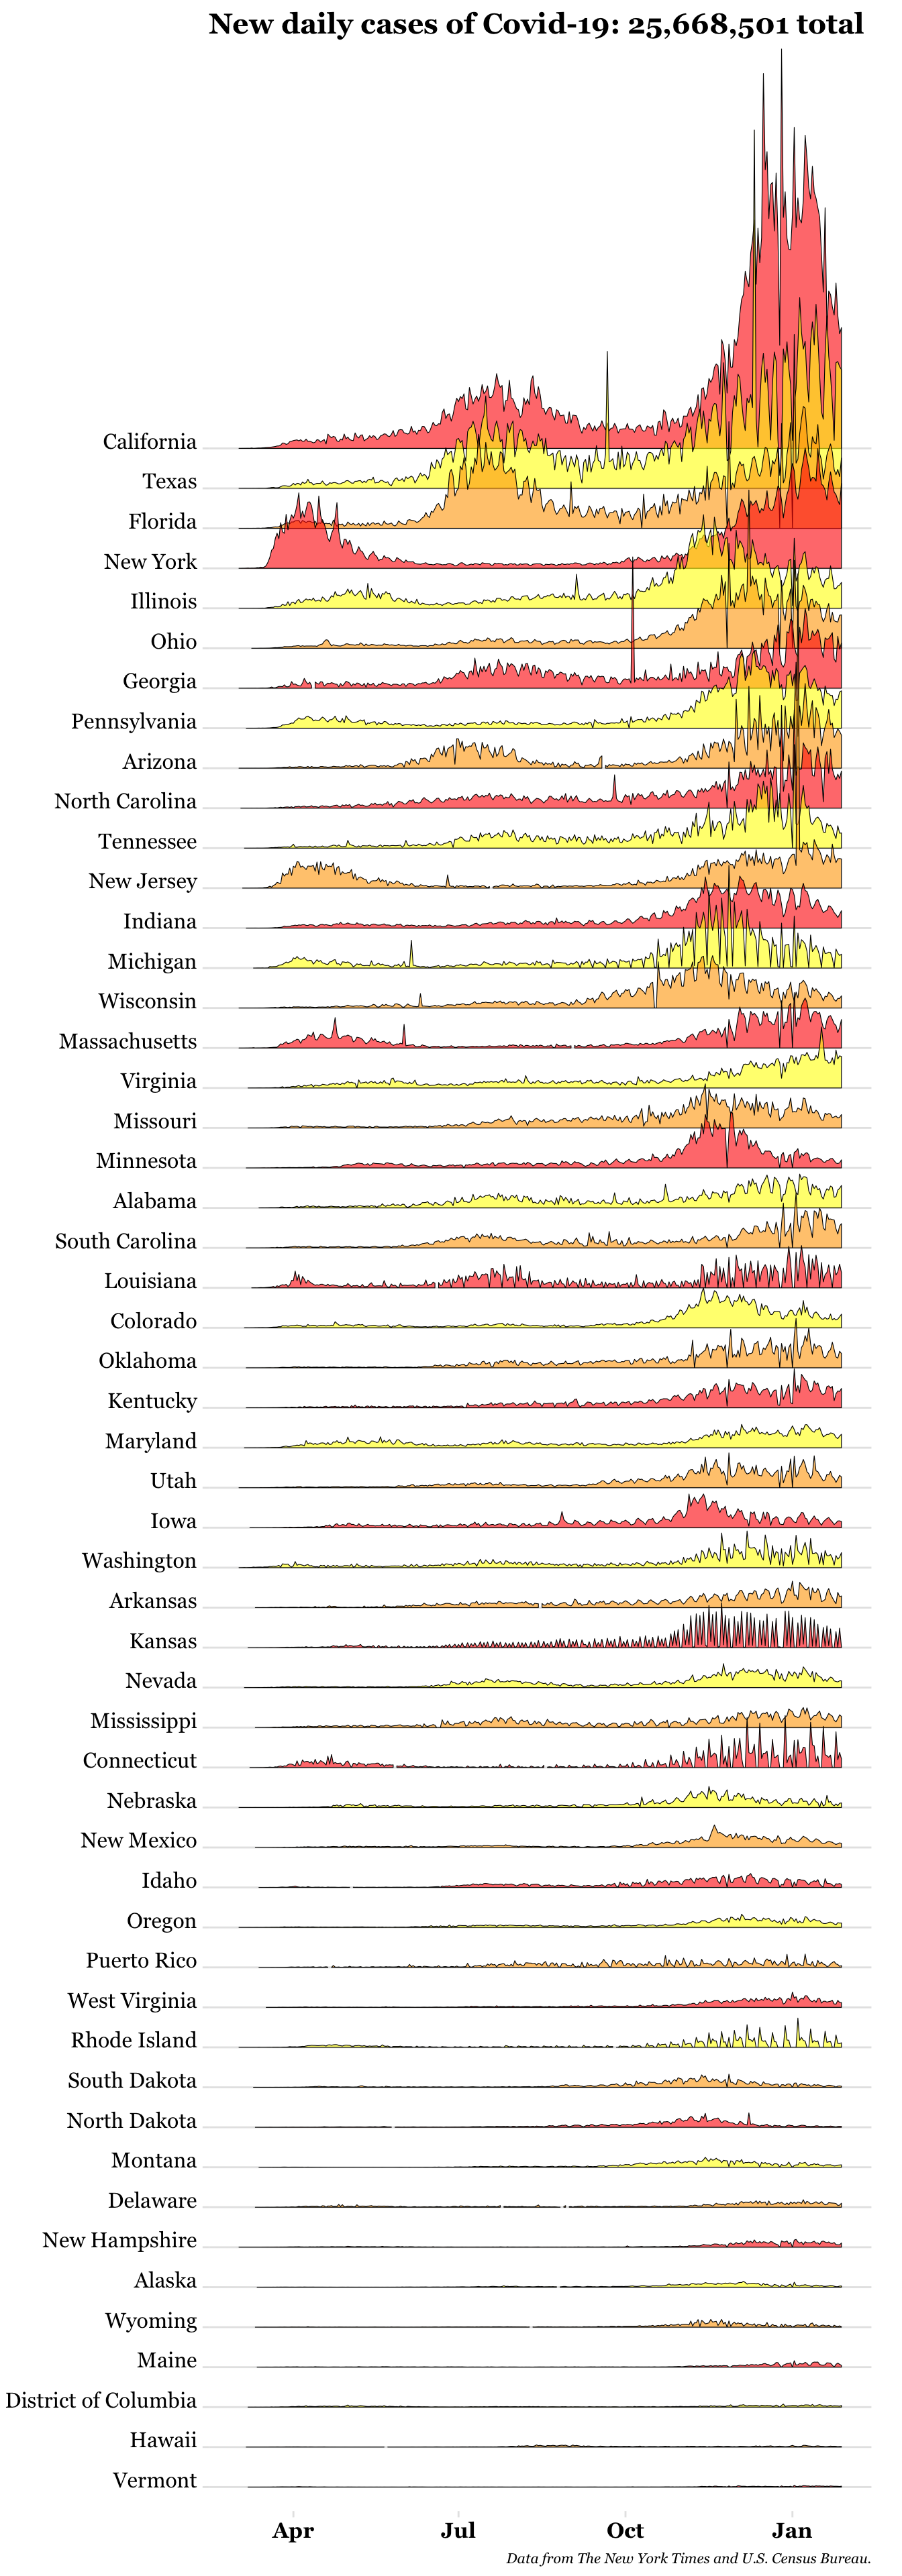 New daily cases of Covid-19: 25,668,501 total
California
Texas
Florida
New York
Illinois
Ohio
Georgia
Pennsylvania
Arizona
North Carolina
Tennessee
New Jersey
Indiana
Michigan
Wisconsin
Massachusetts
Virginia
Missouri
Minnesota
Alabama
South Carolina
Louisiana
Colorado
Oklahoma
Kentucky
Maryland
Utah
Iowa
Washington
Arkansas
Kansas
Nevada
Mississippi
Connecticut
Nebraska
New Mexico
Idaho
Oregon
Puerto Rico
West Virginia
Rhode Island
South Dakota
North Dakota
Montana
Delaware
New Hampshire
Alaska
Wyoming
Maine
District of Columbia
Hawaii
Vermont
Apr Jul Oct Jan
Data from The New York Times and U.S. Census Bureau.